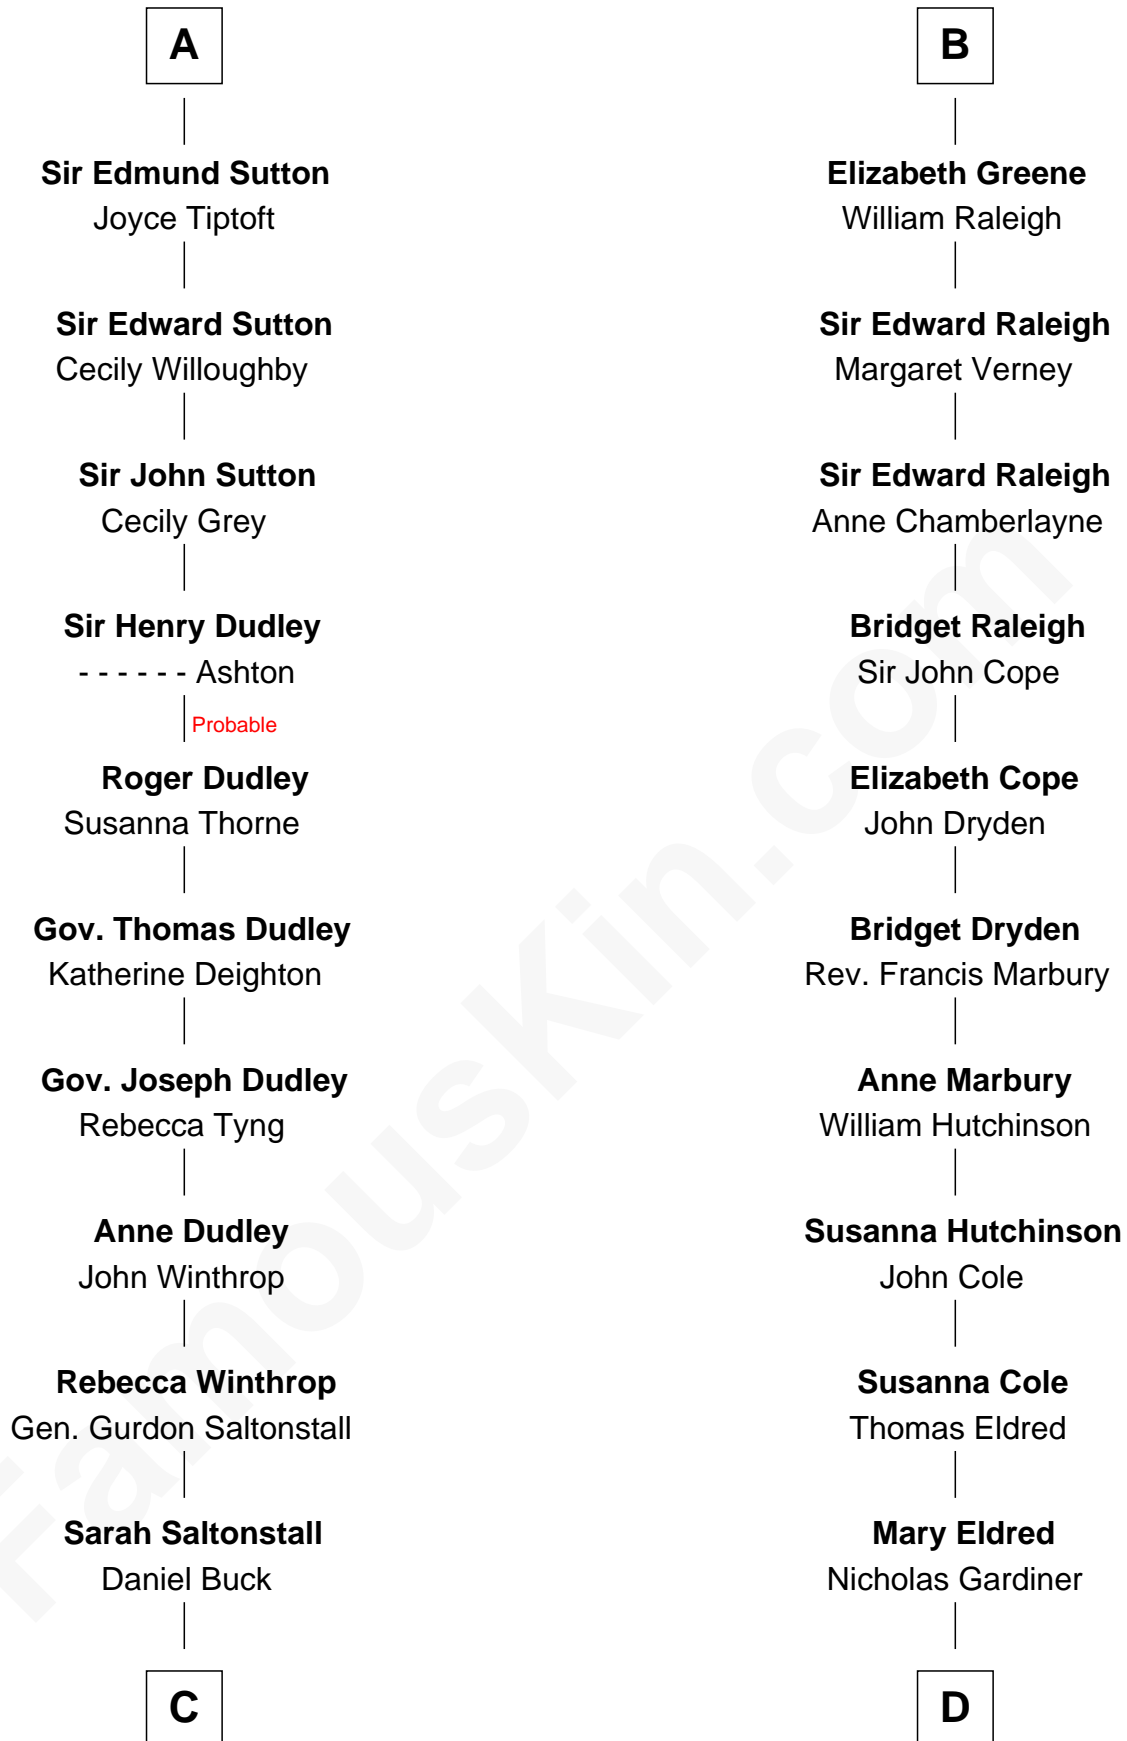 A
Sir Edmund Sutton
Joyce Tiptoft
Sir Edward Sutton
Cecily Willoughby
Sir John Sutton
Cecily Grey
Sir Henry Dudley
- - - - - - Ashton
Probable
Roger Dudley
Susanna Thorne
Gov. Thomas Dudley
Katherine Deighton
Gov. Joseph Dudley
Rebecca Tyng
Anne Dudley
John Winthrop
Rebecca Winthrop
Gen. Gurdon Saltonstall
Sarah Saltonstall
Daniel Buck
C
B
Elizabeth Greene
William Raleigh
Sir Edward Raleigh
Margaret Verney
Sir Edward Raleigh
Anne Chamberlayne
Bridget Raleigh
Sir John Cope
Elizabeth Cope
John Dryden
Bridget Dryden
Rev. Francis Marbury
Anne Marbury
William Hutchinson
Susanna Hutchinson
John Cole
Susanna Cole
Thomas Eldred
Mary Eldred
Nicholas Gardiner
D
FamousKin.com